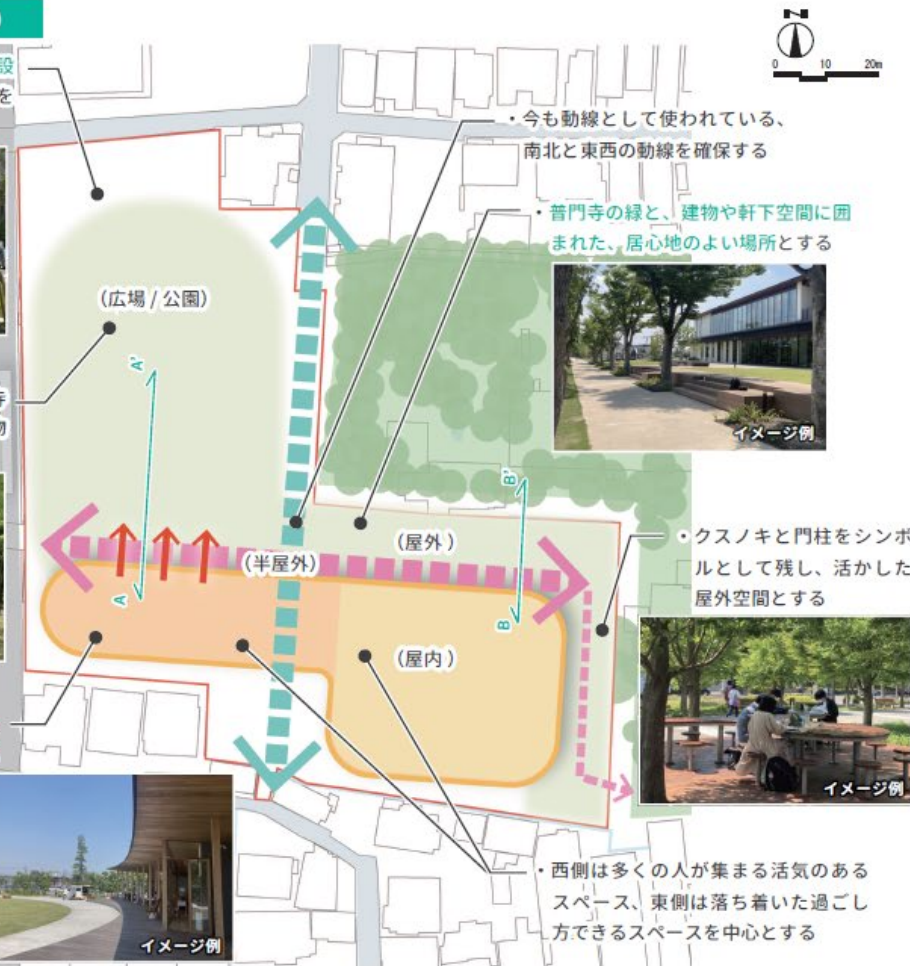 N
0 10 20m
設
を
・今も動線として使われている、
南北と東西の動線を確保する
・普門寺の緑と、建物や軒下空間に囲
まれた、居心地のよい場所とする
イメージ例
(広場 / 公園)
A'
寺
物
B'
(屋外)
(半屋外)
A
B
(屋内)
・クスノキと門柱をシンボ
ルとして残し、活かした
屋外空間とする
イメージ例
・西側は多くの人が集まる活気のある
スペース、東側は落ち着いた過ごし
方できるスペースを中心とする
イメージ例